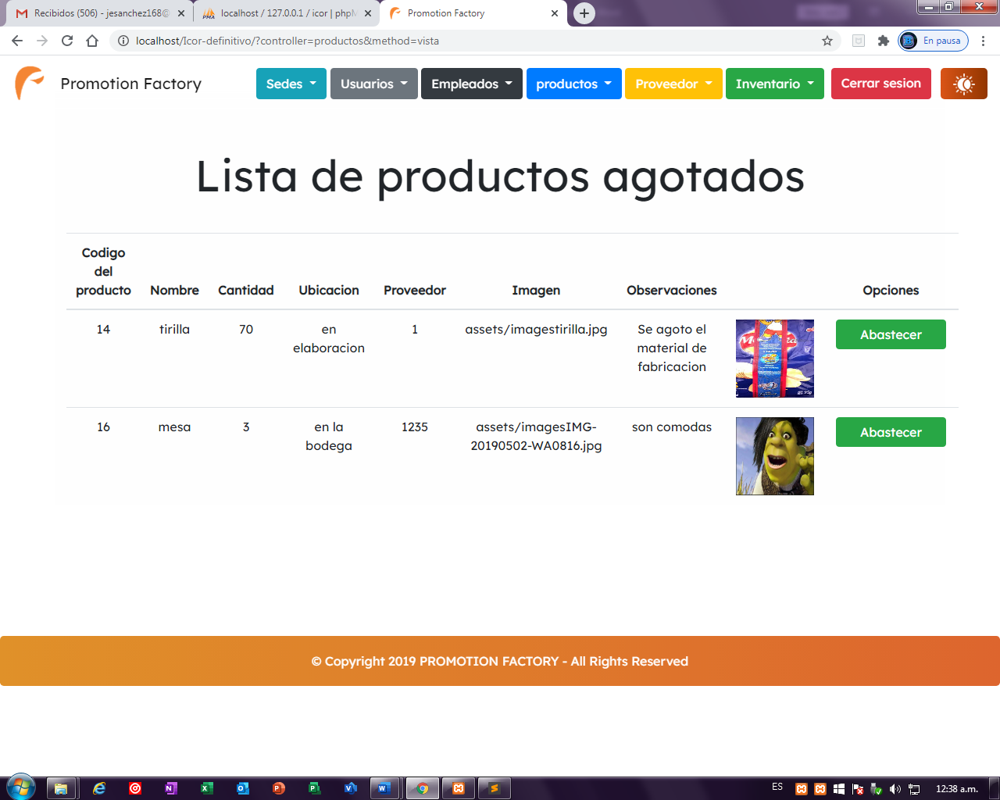 Recibidos (506) - jesanchez168@
localhost / 127.0.0.1 / icor | phpM
Promotion Factory
localhost/Icor-definitivo/?controller=productos&method=vista
En pausa
Promotion Factory
Sedes
Usuarios
Empleados
productos
Proveedor
Inventario
Cerrar sesion
Lista de productos agotados
Codigo
del
producto
Nombre
Cantidad
Ubicacion
Proveedor
Imagen
Observaciones
Opciones
14
tirilla
70
en
elaboracion
1
assets/imagestirilla.jpg
Se agoto el
material de
fabricacion
Abastecer
16
mesa
3
en la
bodega
1235
assets/imagesIMG-
20190502-WA0816.jpg
son comodas
Abastecer
© Copyright 2019 PROMOTION FACTORY - All Rights Reserved
ES
12:38 a.m.